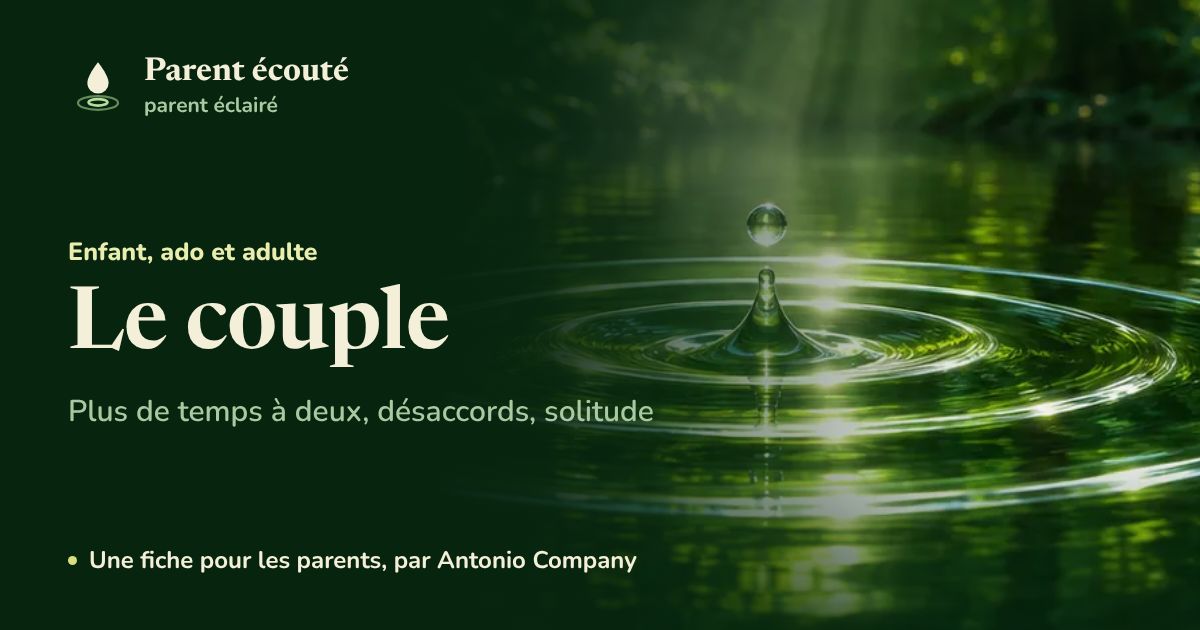 Parent écouté
parent éclairé
Enfant, ado et adulte
Le couple
Plus de temps à deux, désaccords, solitude
Une fiche pour les parents, par Antonio Company